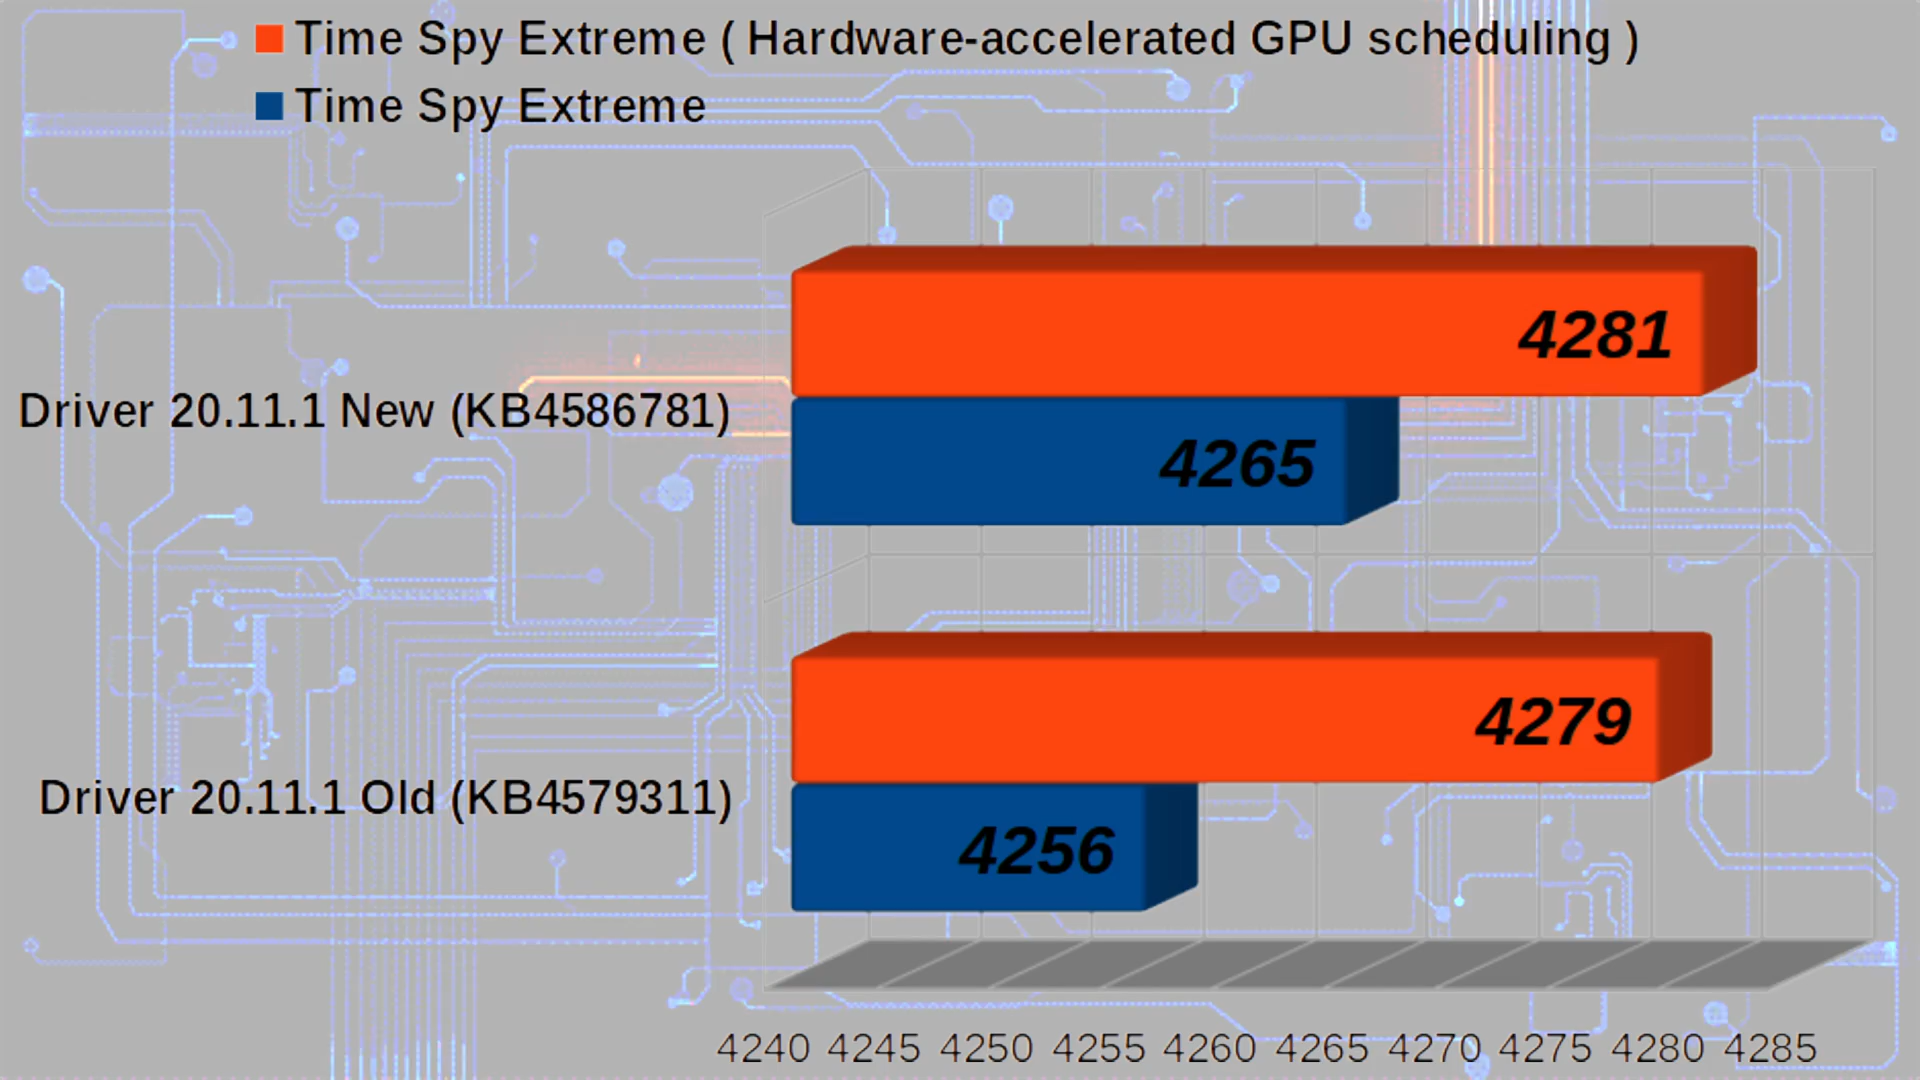 Time Spy Extreme ( Hardware-accelerated GPU scheduling )
Time Spy Extreme
4281
Driver 20.11.1 New (KB4586781)
4265
4279
Driver 20.11.1 Old (KB4579311)
4256
4240 4245 4250 4255 4260 4265 4270 4275 4280 4285